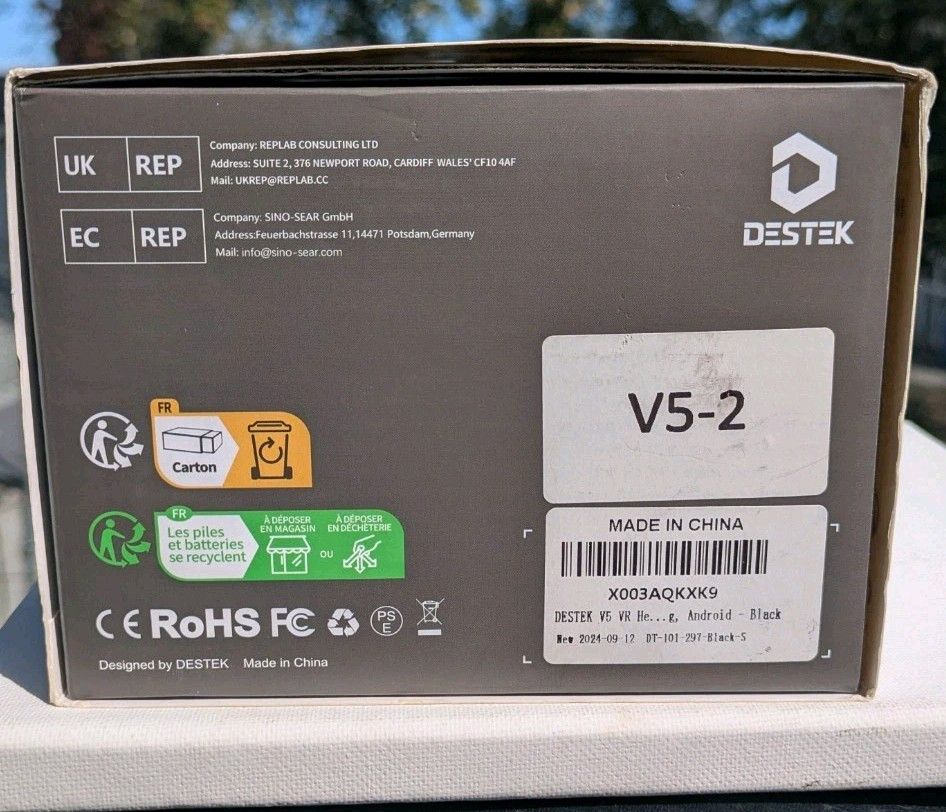 UK REP
Company: REPLAB CONSULTING LTD
Address: SUITE 2, 376 NEWPORT ROAD, CARDIFF WALES' CF10 4AF
Mail: UKREP@REPLAB.CC
EC REP
Company: SINO-SEAR GmbH
Address:Feuerbachstrasse 11,14471 Potsdam,Germany
Mail: info@sino-sear.com
DESTEK
V5-2
FR
Carton
FR
Les piles
et batteries
se recyclent
À DÉPOSER
EN MAGASIN
OU
À DÉPOSER
EN DÉCHÈTERIE
MADE IN CHINA
X003AQKXK9
DESTEK V5 VR He...g, Android - Black
New 2024-09-12 DT-101-297-Black-S
CE RoHS FC PS E
Designed by DESTEK Made in China